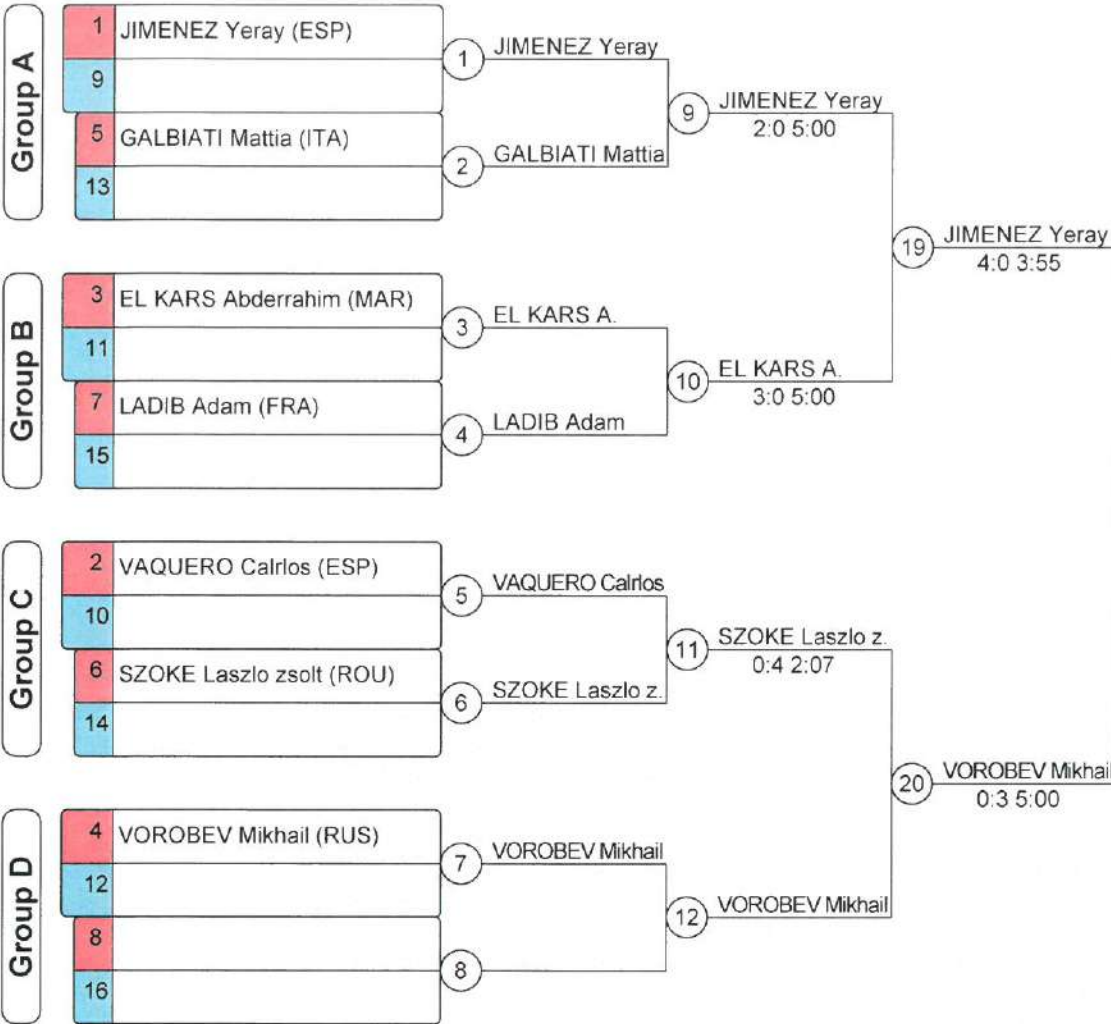 Group A
1 JIMENEZ Yeray (ESP)
9
5 GALBIATI Mattia (ITA)
13
1 JIMENEZ Yeray
2 GALBIATI Mattia
9 JIMENEZ Yeray
2:0 5:00
Group B
3 EL KARS Abderrahim (MAR)
11
7 LADIB Adam (FRA)
15
3 EL KARS A.
4 LADIB Adam
10 EL KARS A.
3:0 5:00
19 JIMENEZ Yeray
4:0 3:55
Group C
2 VAQUERO Calrlos (ESP)
10
6 SZOKE Laszlo zsolt (ROU)
14
5 VAQUERO Calrlos
6 SZOKE Laszlo z.
11 SZOKE Laszlo z.
0:4 2:07
Group D
4 VOROBEV Mikhail (RUS)
12
8
16
7 VOROBEV Mikhail
8
12 VOROBEV Mikhail
20 VOROBEV Mikhail
0:3 5:00